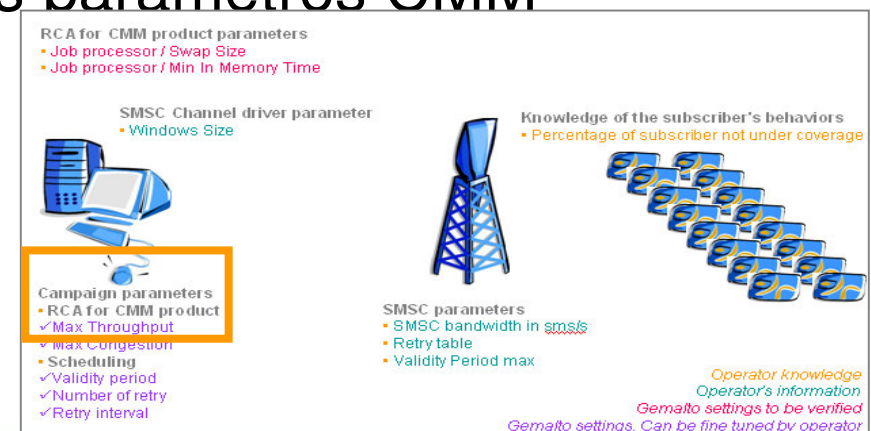 parámetros CMM
RCA for CMM product parameters
▪ Job processor / Swap Size
▪ Job processor / Min In Memory Time
SMSC Channel driver parameter
▪ Windows Size
Knowledge of the subscriber's behaviors
▪ Percentage of subscriber not under coverage
Campaign parameters
▪ RCA for CMM product
✓Max Throughput
✓Max Congestion
▪ Scheduling
✓Validity period
✓Number of retry
✓Retry interval
SMSC parameters
▪ SMSC bandwidth in sms/s
▪ Retry table
▪ Validity Period max
Operator knowledge
Operator's information
Gemalto settings to be verified
Gemalto settings. Can be fine tuned by operator